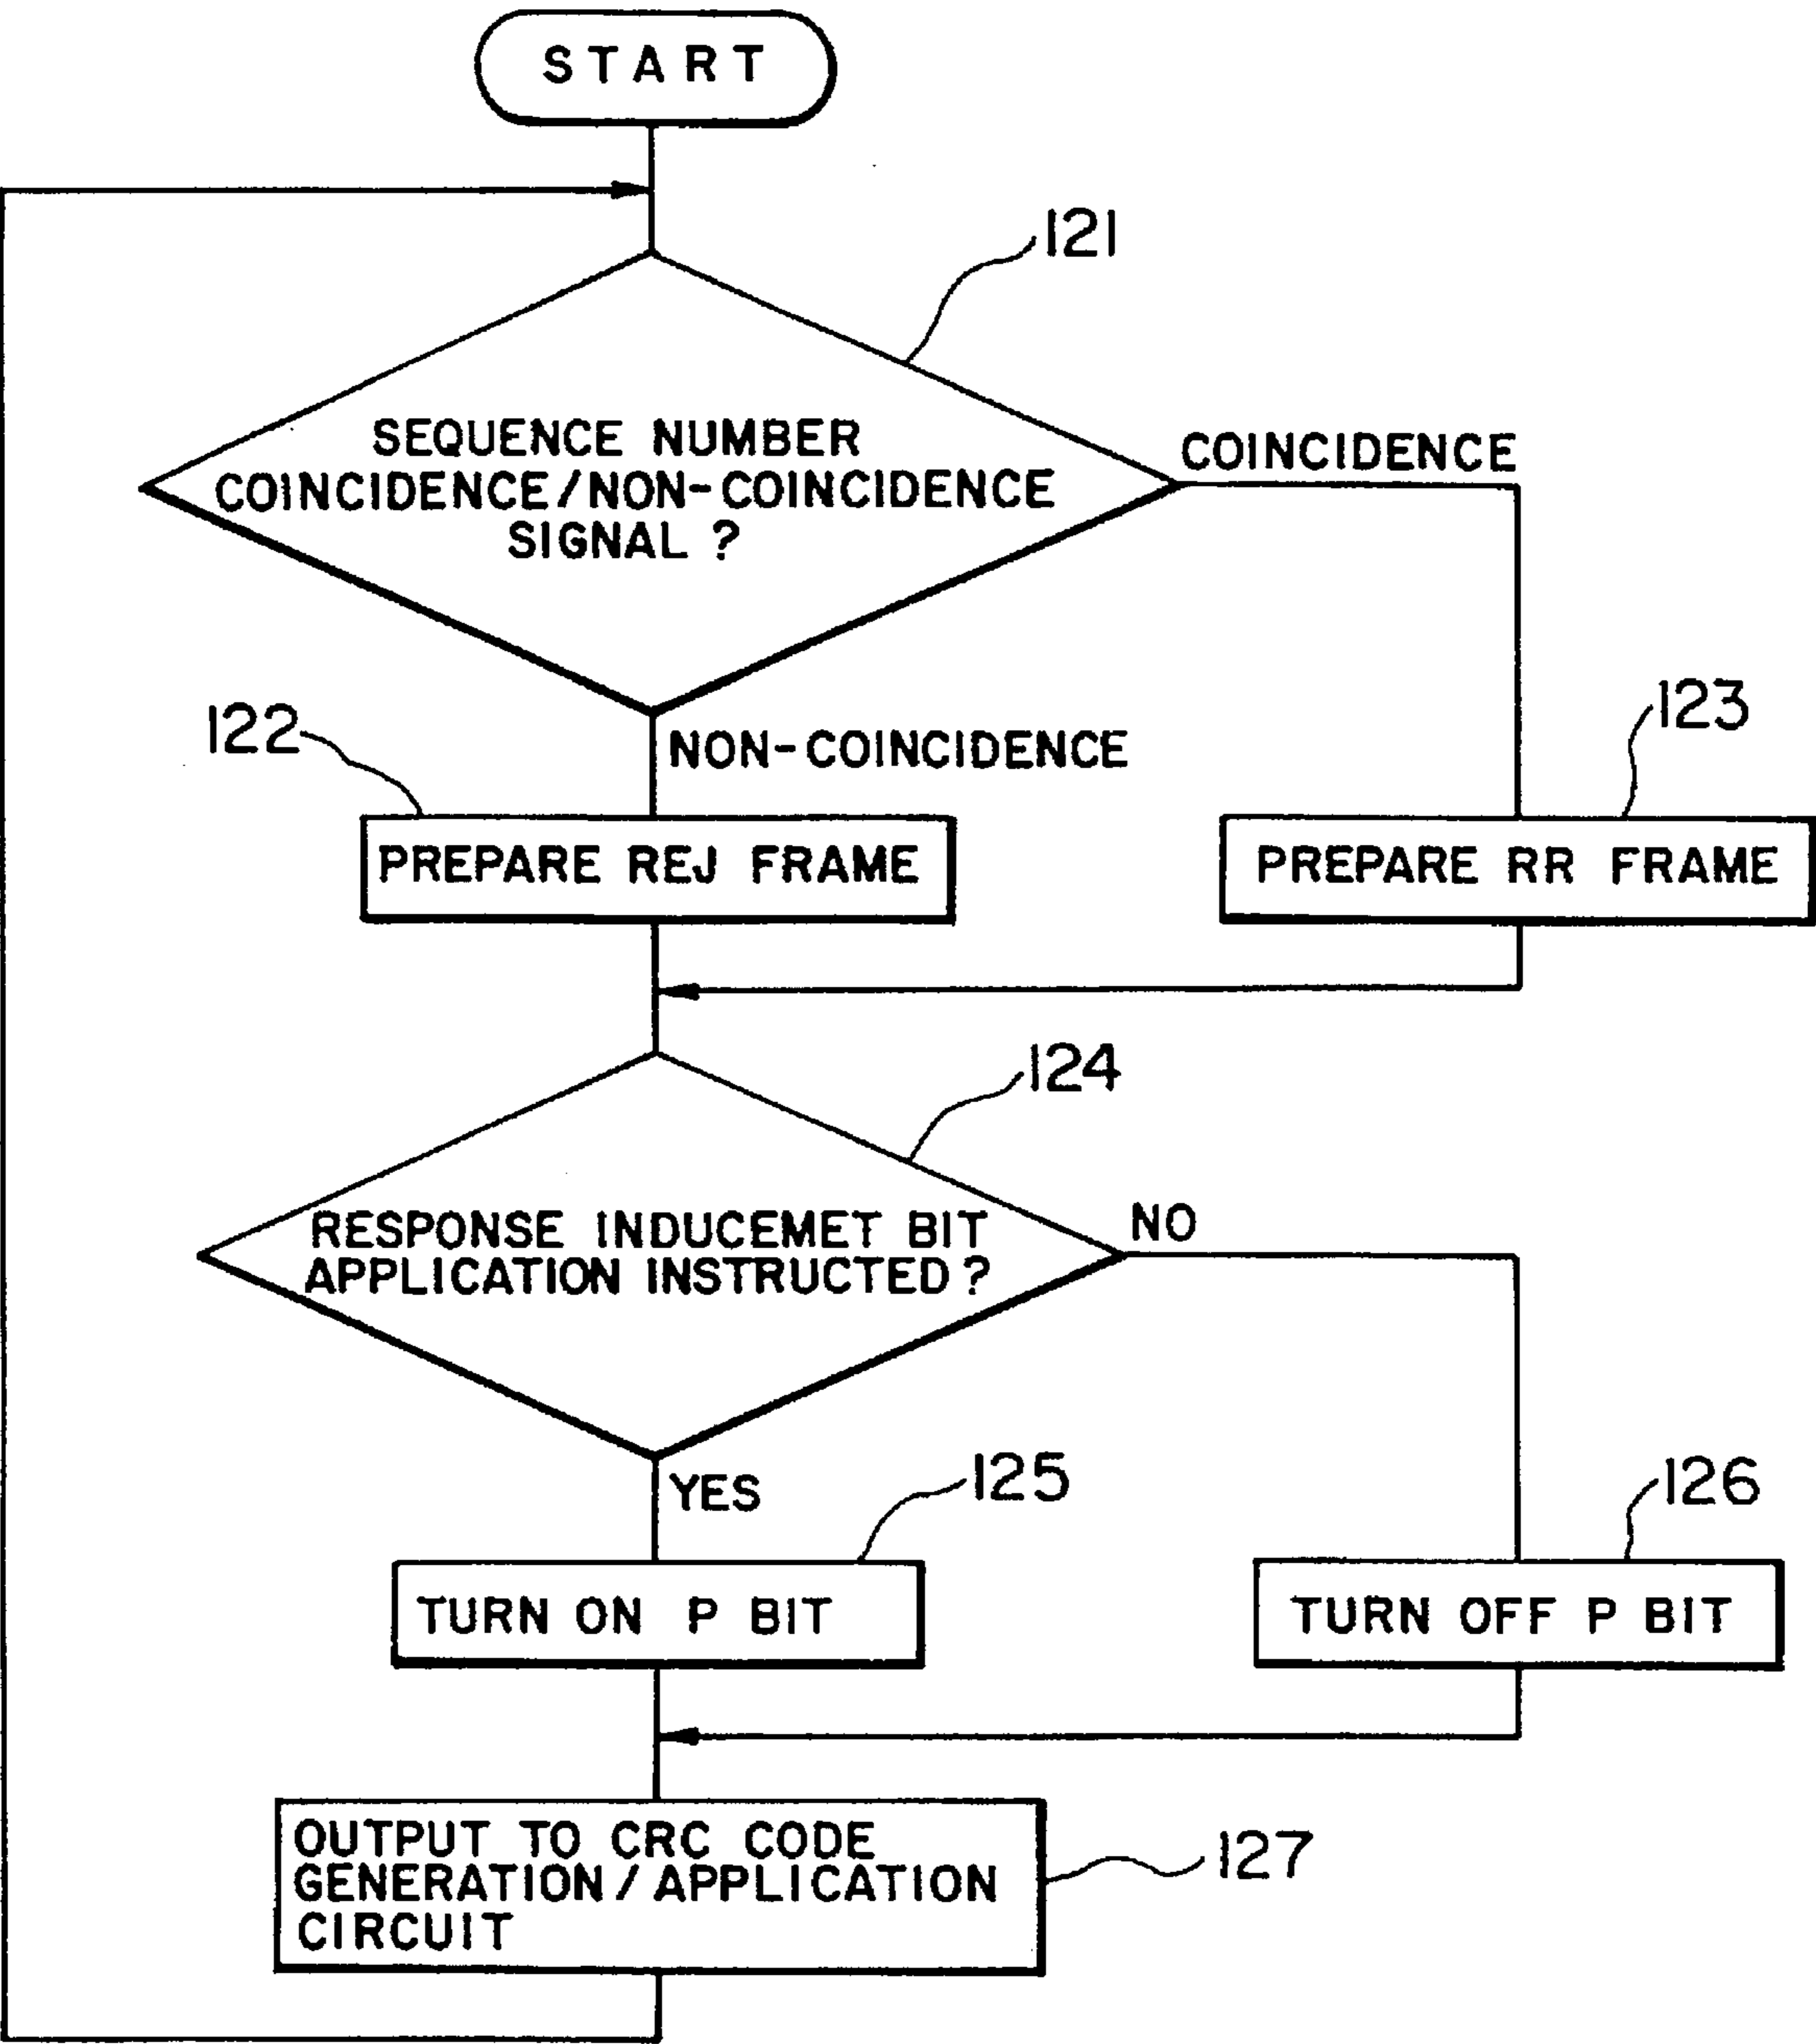 START
121
SEQUENCE NUMBER
COINCIDENCE/NON-COINCIDENCE
SIGNAL ?
COINCIDENCE
122
NON-COINCIDENCE
123
PREPARE REJ FRAME
PREPARE RR FRAME
124
RESPONSE INDUCEMET BIT
APPLICATION INSTRUCTED ?
NO
YES
125
126
TURN ON P BIT
TURN OFF P BIT
OUTPUT TO CRC CODE
GENERATION/APPLICATION
CIRCUIT
127